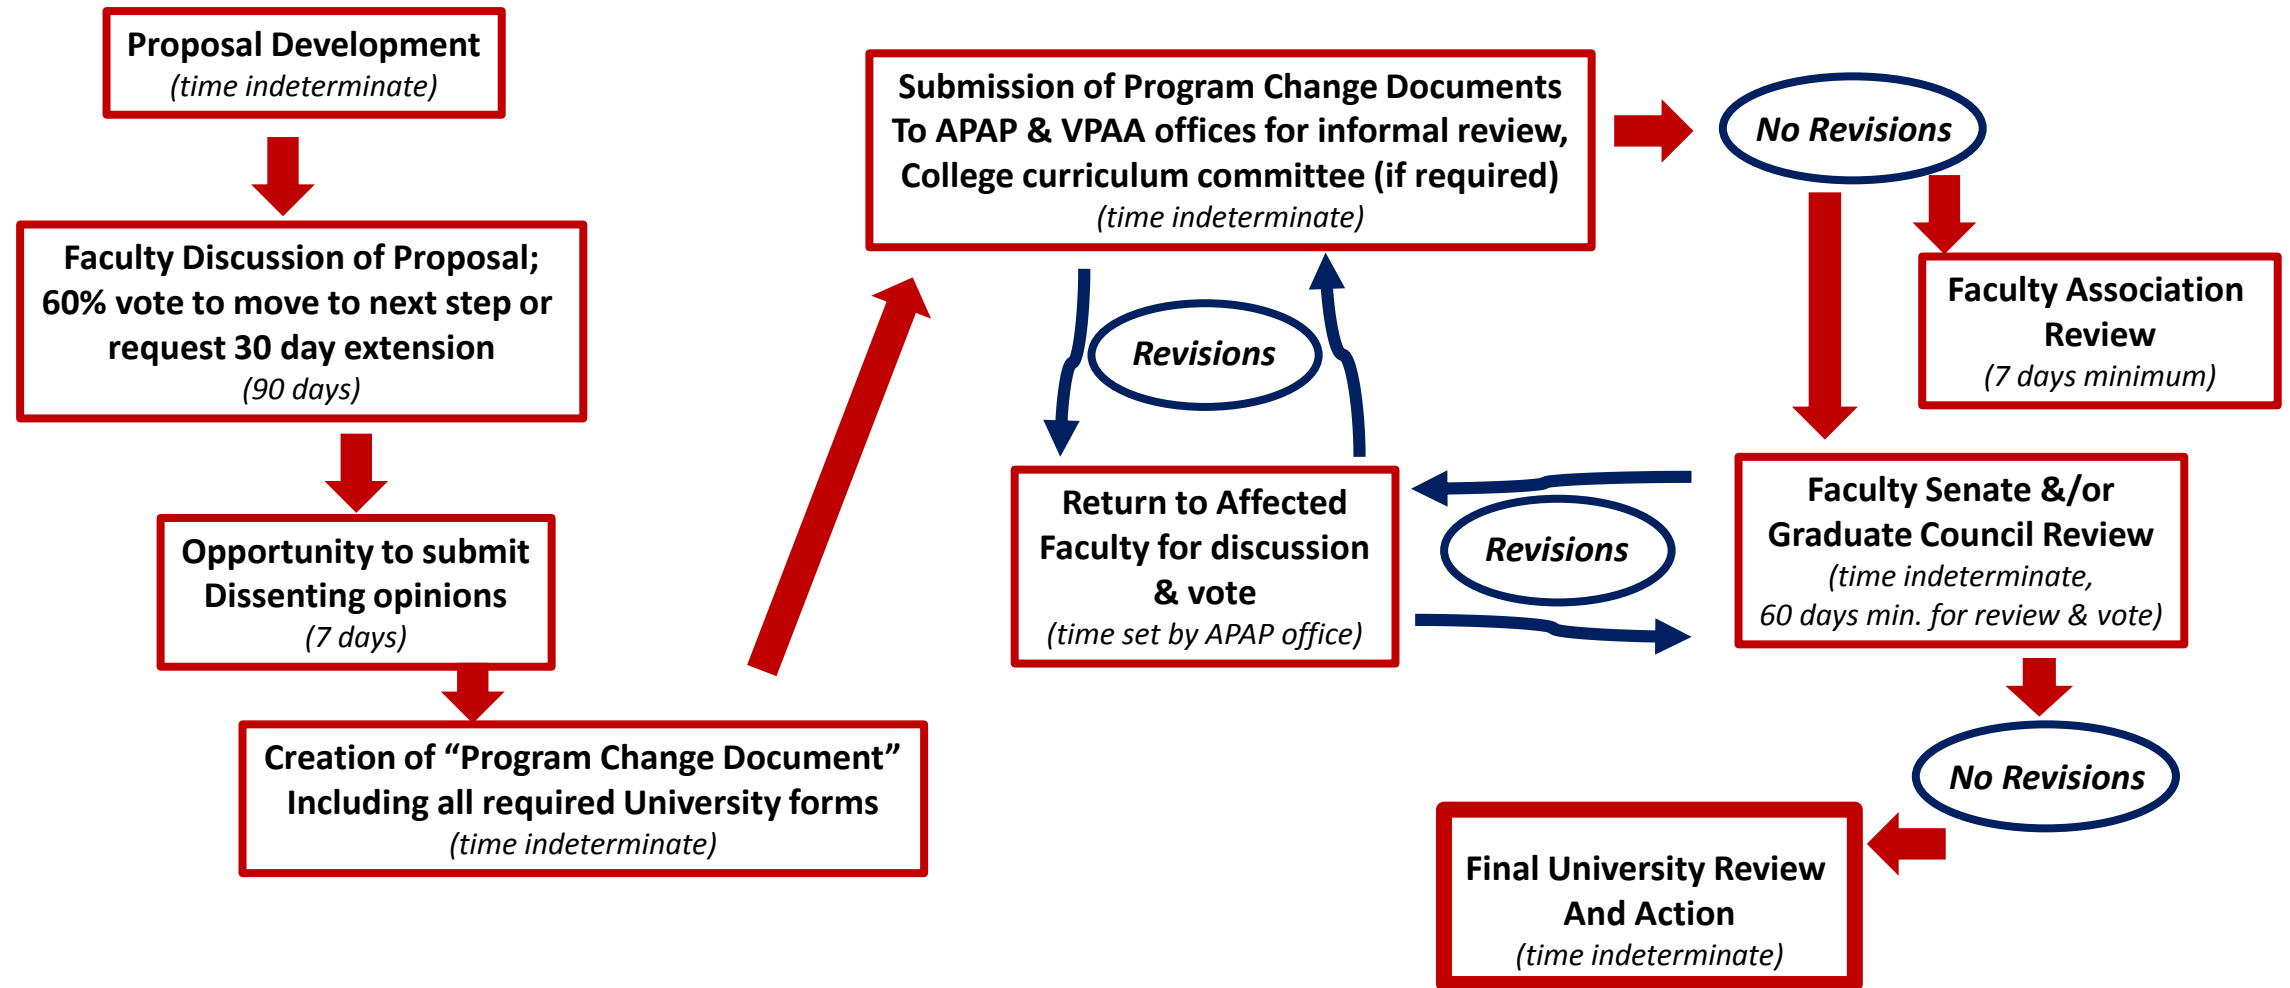 Proposal Development
(time indeterminate)
Faculty Discussion of Proposal;
60% vote to move to next step or
request 30 day extension
(90 days)
Opportunity to submit
Dissenting opinions
(7 days)
Creation of “Program Change Document”
Including all required University forms
(time indeterminate)
Submission of Program Change Documents
To APAP & VPAA offices for informal review,
College curriculum committee (if required)
(time indeterminate)
Revisions
Return to Affected
Faculty for discussion
& vote
(time set by APAP office)
No Revisions
Faculty Association
Review
(7 days minimum)
Revisions
Faculty Senate &/or
Graduate Council Review
(time indeterminate,
60 days min. for review & vote)
No Revisions
Final University Review
And Action
(time indeterminate)